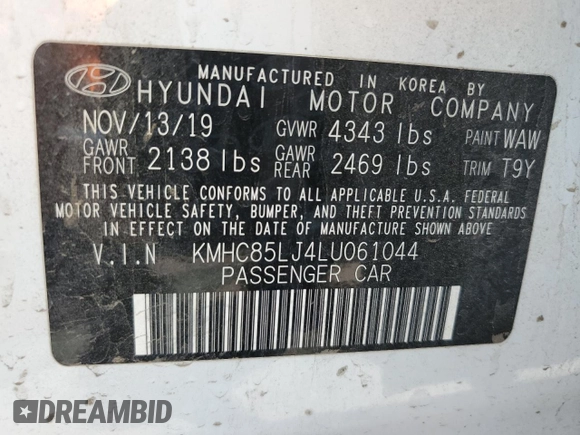 MANUFACTURED IN KOREA BY
HYUNDAI MOTOR COMPANY
NOV/13/19 GVWR 4343 lbs PAINT WAW
GAWR FRONT 2138 lbs GAWR REAR 2469 lbs TRIM T9Y
THIS VEHICLE CONFORMS TO ALL APPLICABLE U.S.A. FEDERAL
MOTOR VEHICLE SAFETY, BUMPER, AND THEFT PREVENTION STANDARDS
IN EFFECT ON THE DATE OF MANUFACTURE SHOWN ABOVE
V.I.N KMHC85LJ4LU061044
PASSENGER CAR
DREAMBID